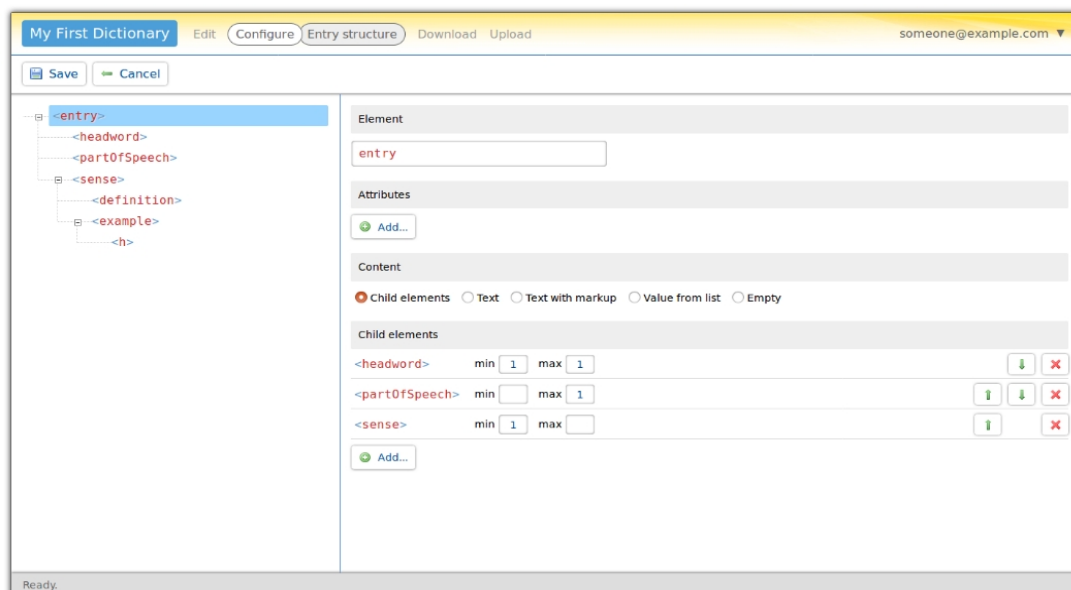 My First Dictionary Edit Configure Entry structure Download Upload someone@example.com ▼
Save Cancel
<entry>
<headword>
<partOfSpeech>
<sense>
<definition>
<example>
<h>
Element
entry
Attributes
Add...
Content
Child elements Text Text with markup Value from list Empty
Child elements
<headword> min 1 max 1
<partOfSpeech> min max 1
<sense> min 1 max
Add...
Ready.